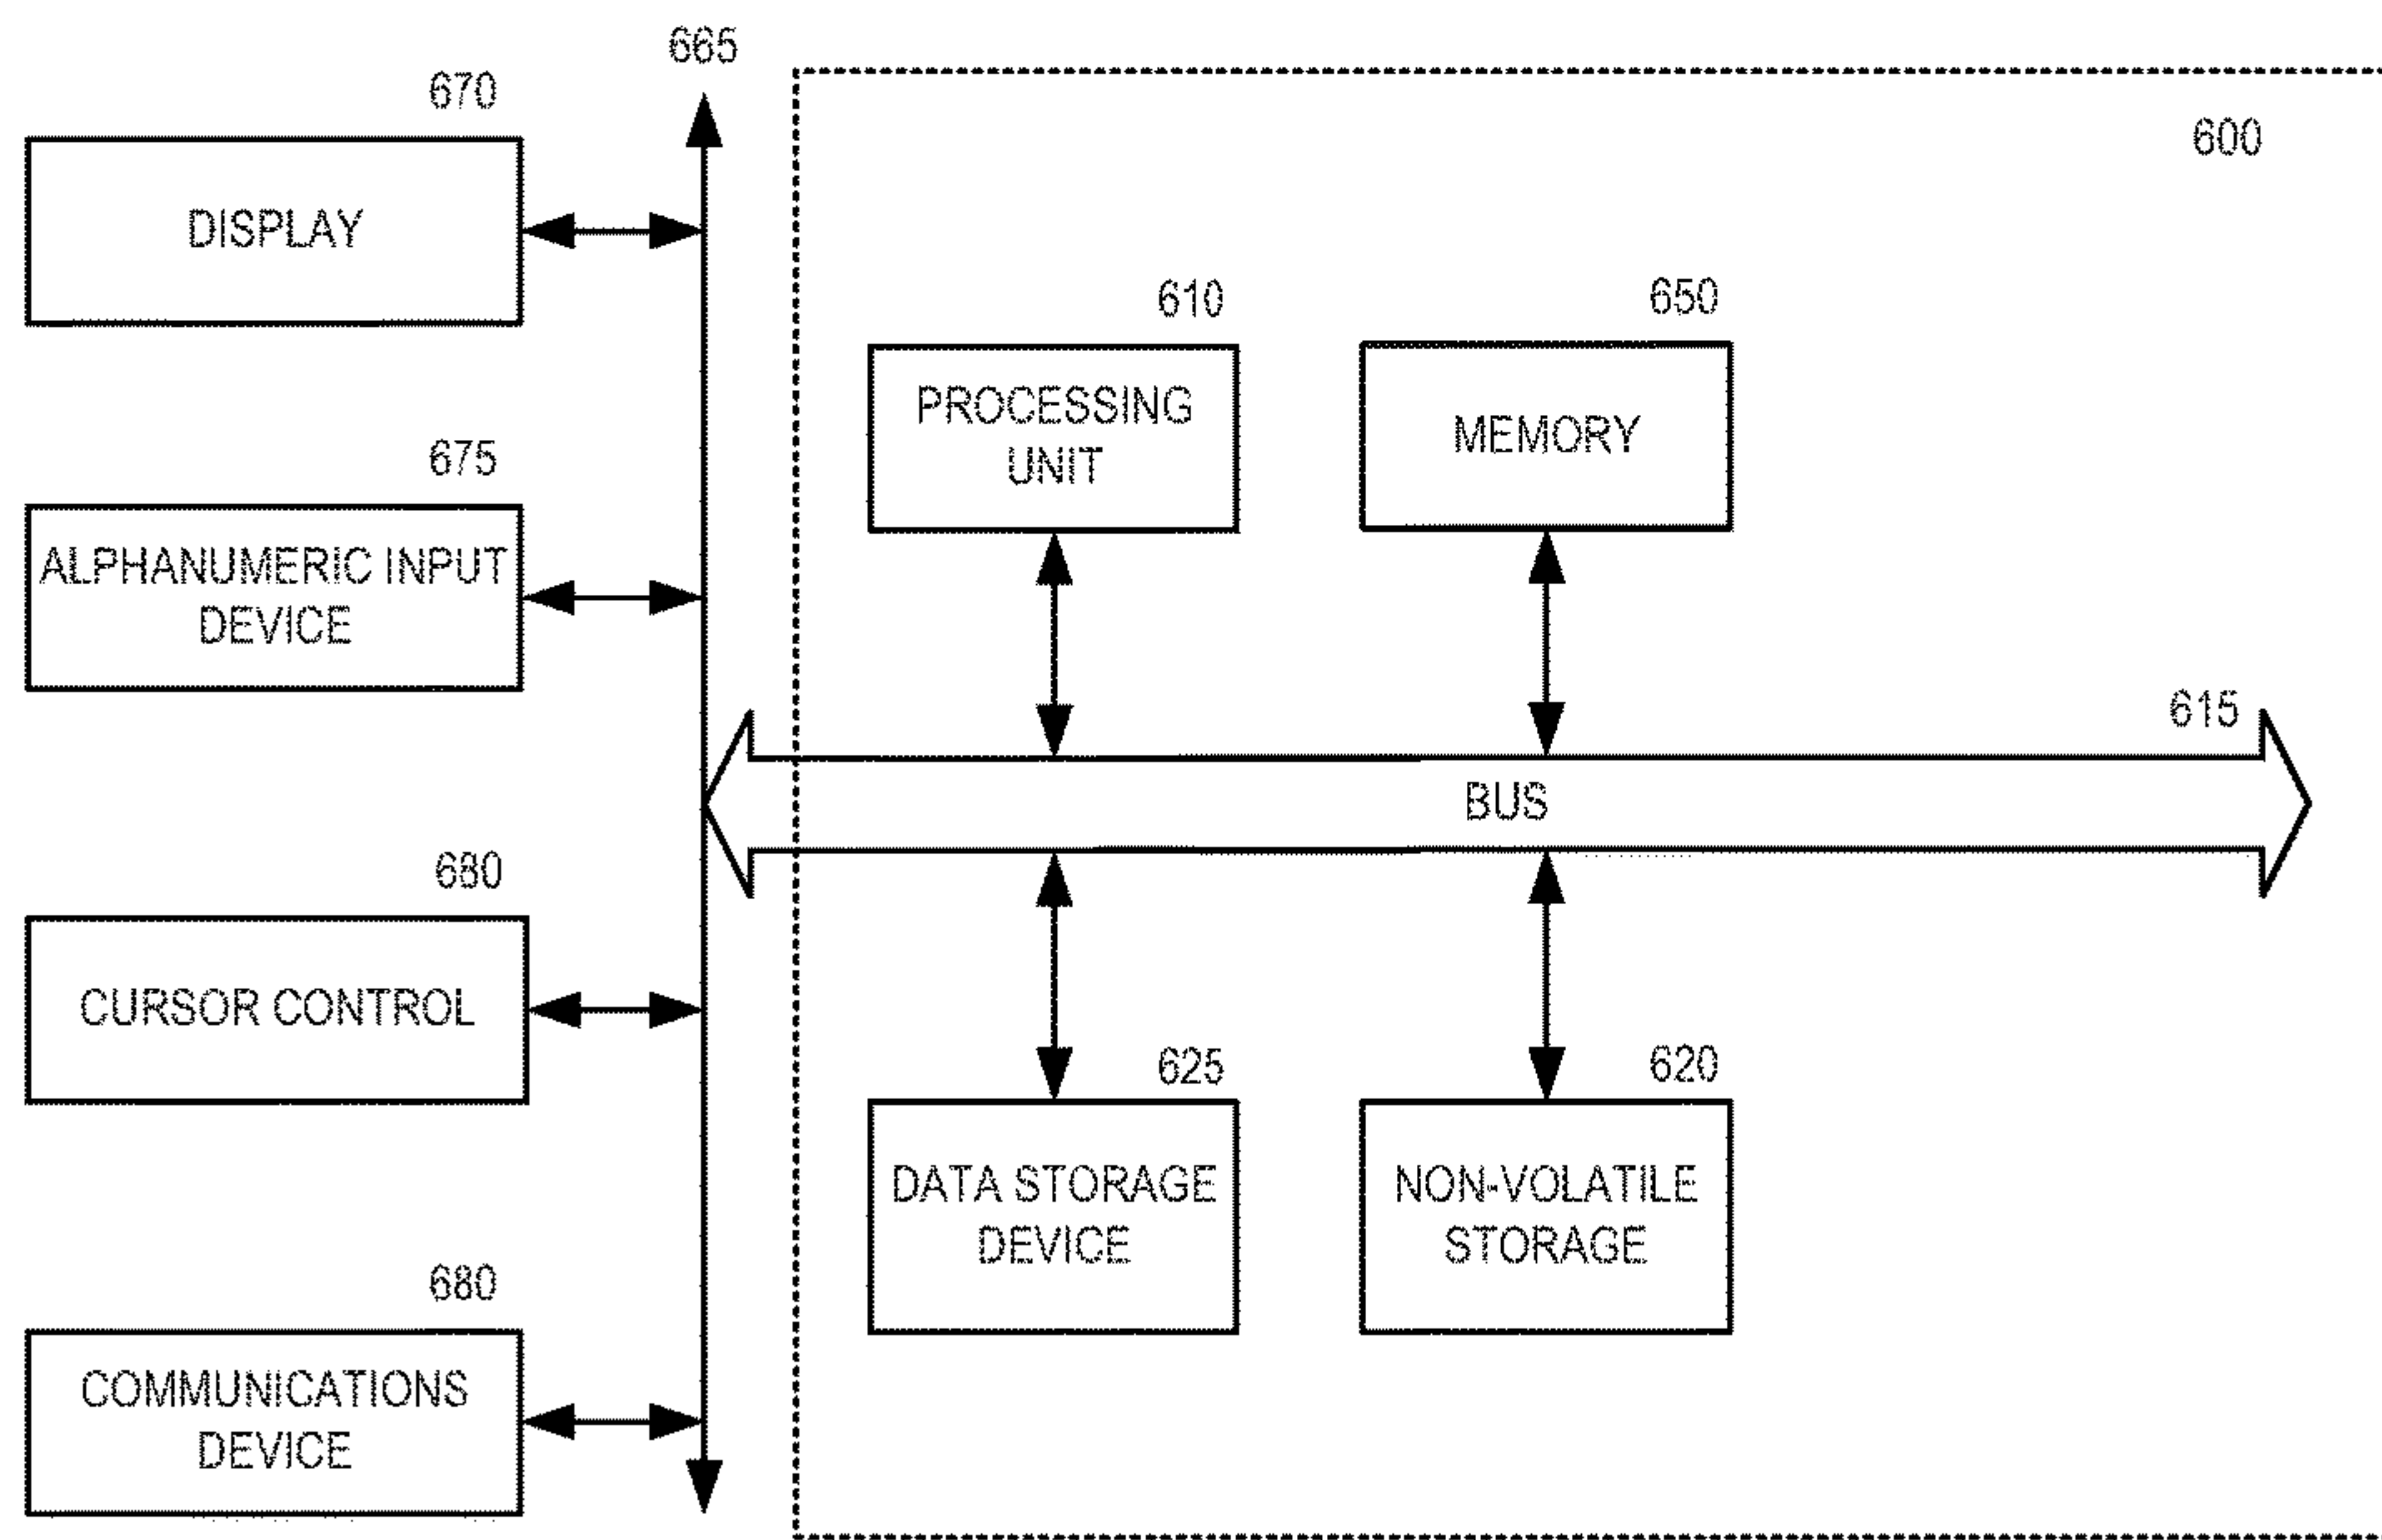 665
670
600
DISPLAY
610
650
PROCESSING
UNIT
MEMORY
675
ALPHANUMERIC INPUT
DEVICE
615
BUS
680
CURSOR CONTROL
625
620
DATA STORAGE
DEVICE
NON-VOLATILE
STORAGE
680
COMMUNICATIONS
DEVICE